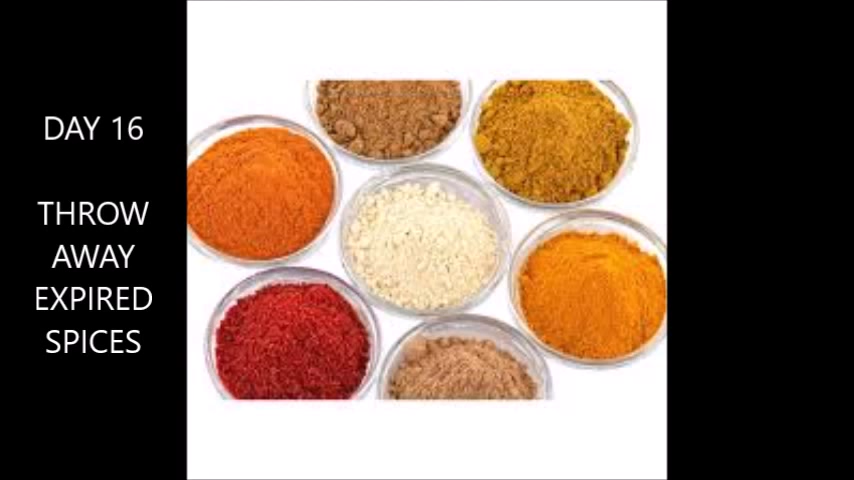 DAY 16
THROW
AWAY
EXPIRED
SPICES